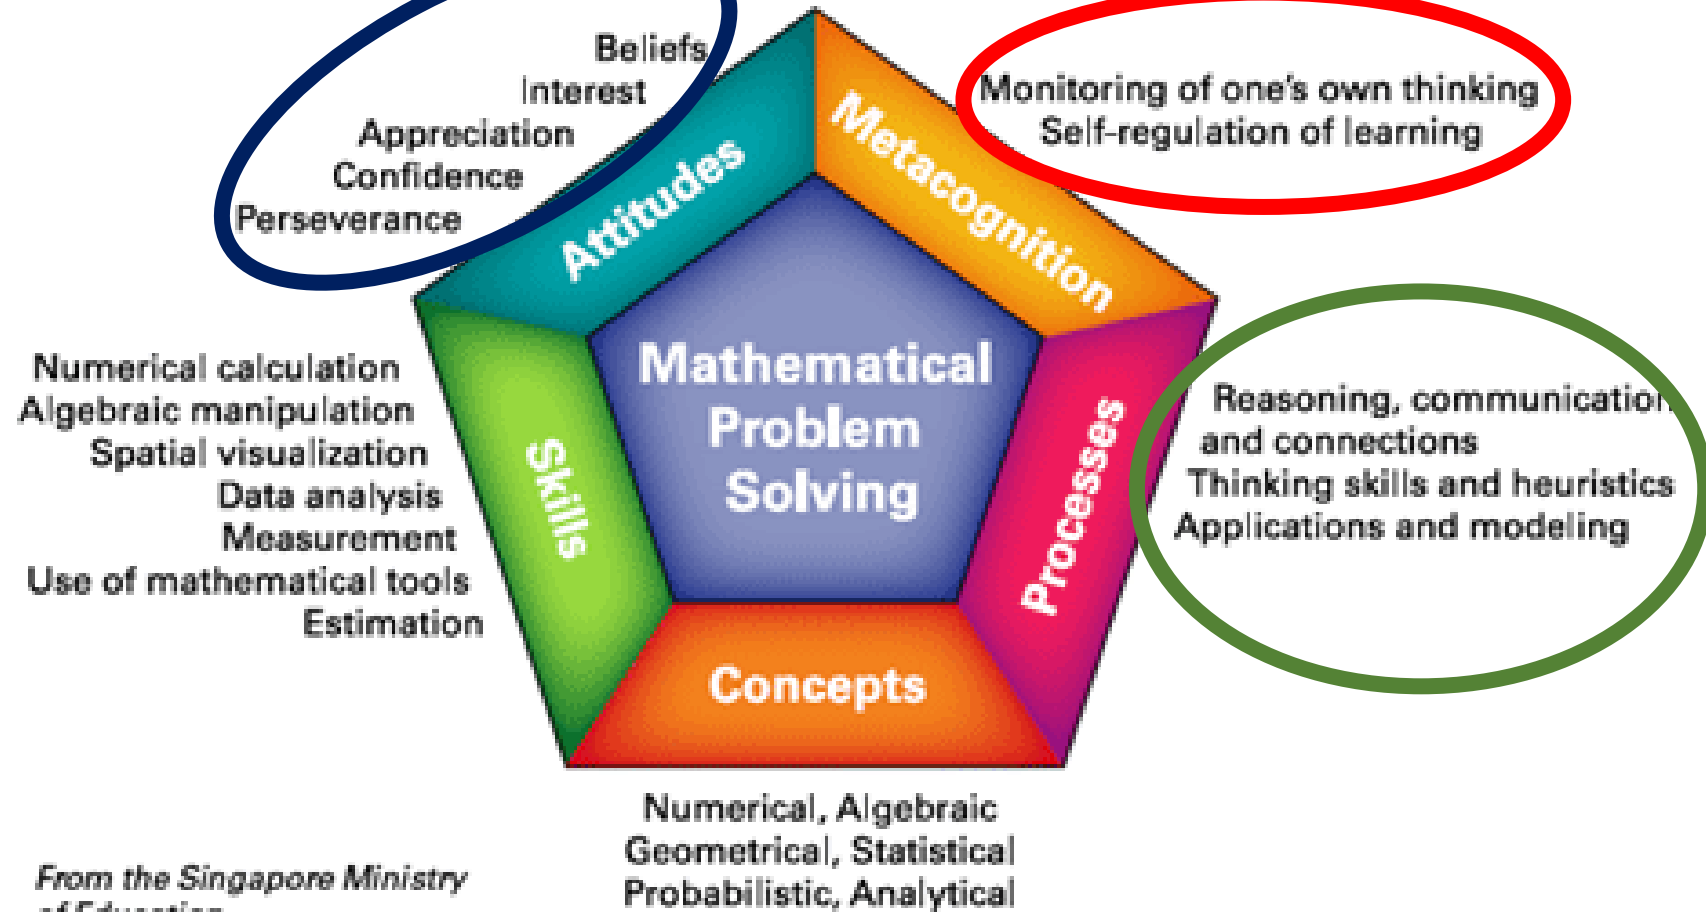 Beliefs
Interest
Appreciation
Confidence
Perseverance
Attitudes
Metacognition
Monitoring of one's own thinking
Self-regulation of learning
Numerical calculation
Algebraic manipulation
Spatial visualization
Data analysis
Measurement
Use of mathematical tools
Estimation
Skills
Mathematical
Problem
Solving
Processes
Reasoning, communication
and connections
Thinking skills and heuristics
Applications and modeling
Concepts
Numerical, Algebraic
Geometrical, Statistical
Probabilistic, Analytical
From the Singapore Ministry
of Education